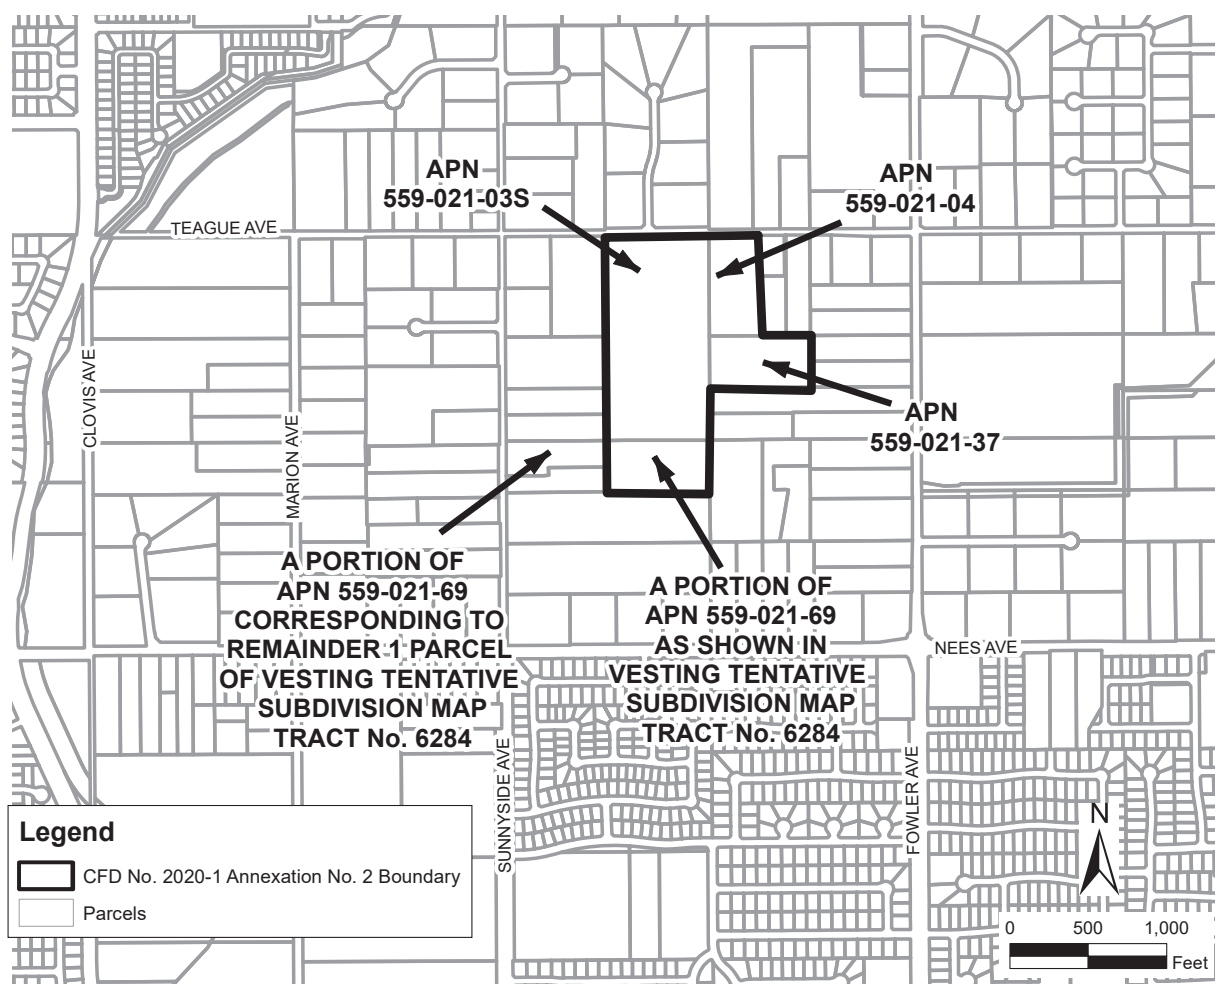 APN
559-021-03S
APN
559-021-04
TEAGUE AVE
CLOVIS AVE
MARION AVE
APN
559-021-37
A PORTION OF
APN 559-021-69
CORRESPONDING TO
REMAINDER 1 PARCEL
OF VESTING TENTATIVE
SUBDIVISION MAP
TRACT No. 6284
A PORTION OF
APN 559-021-69
AS SHOWN IN
VESTING TENTATIVE
SUBDIVISION MAP
TRACT No. 6284
NEES AVE
SUNNYSIDE AVE
FOWLER AVE
Legend
CFD No. 2020-1 Annexation No. 2 Boundary
Parcels
N
0 500 1,000
Feet